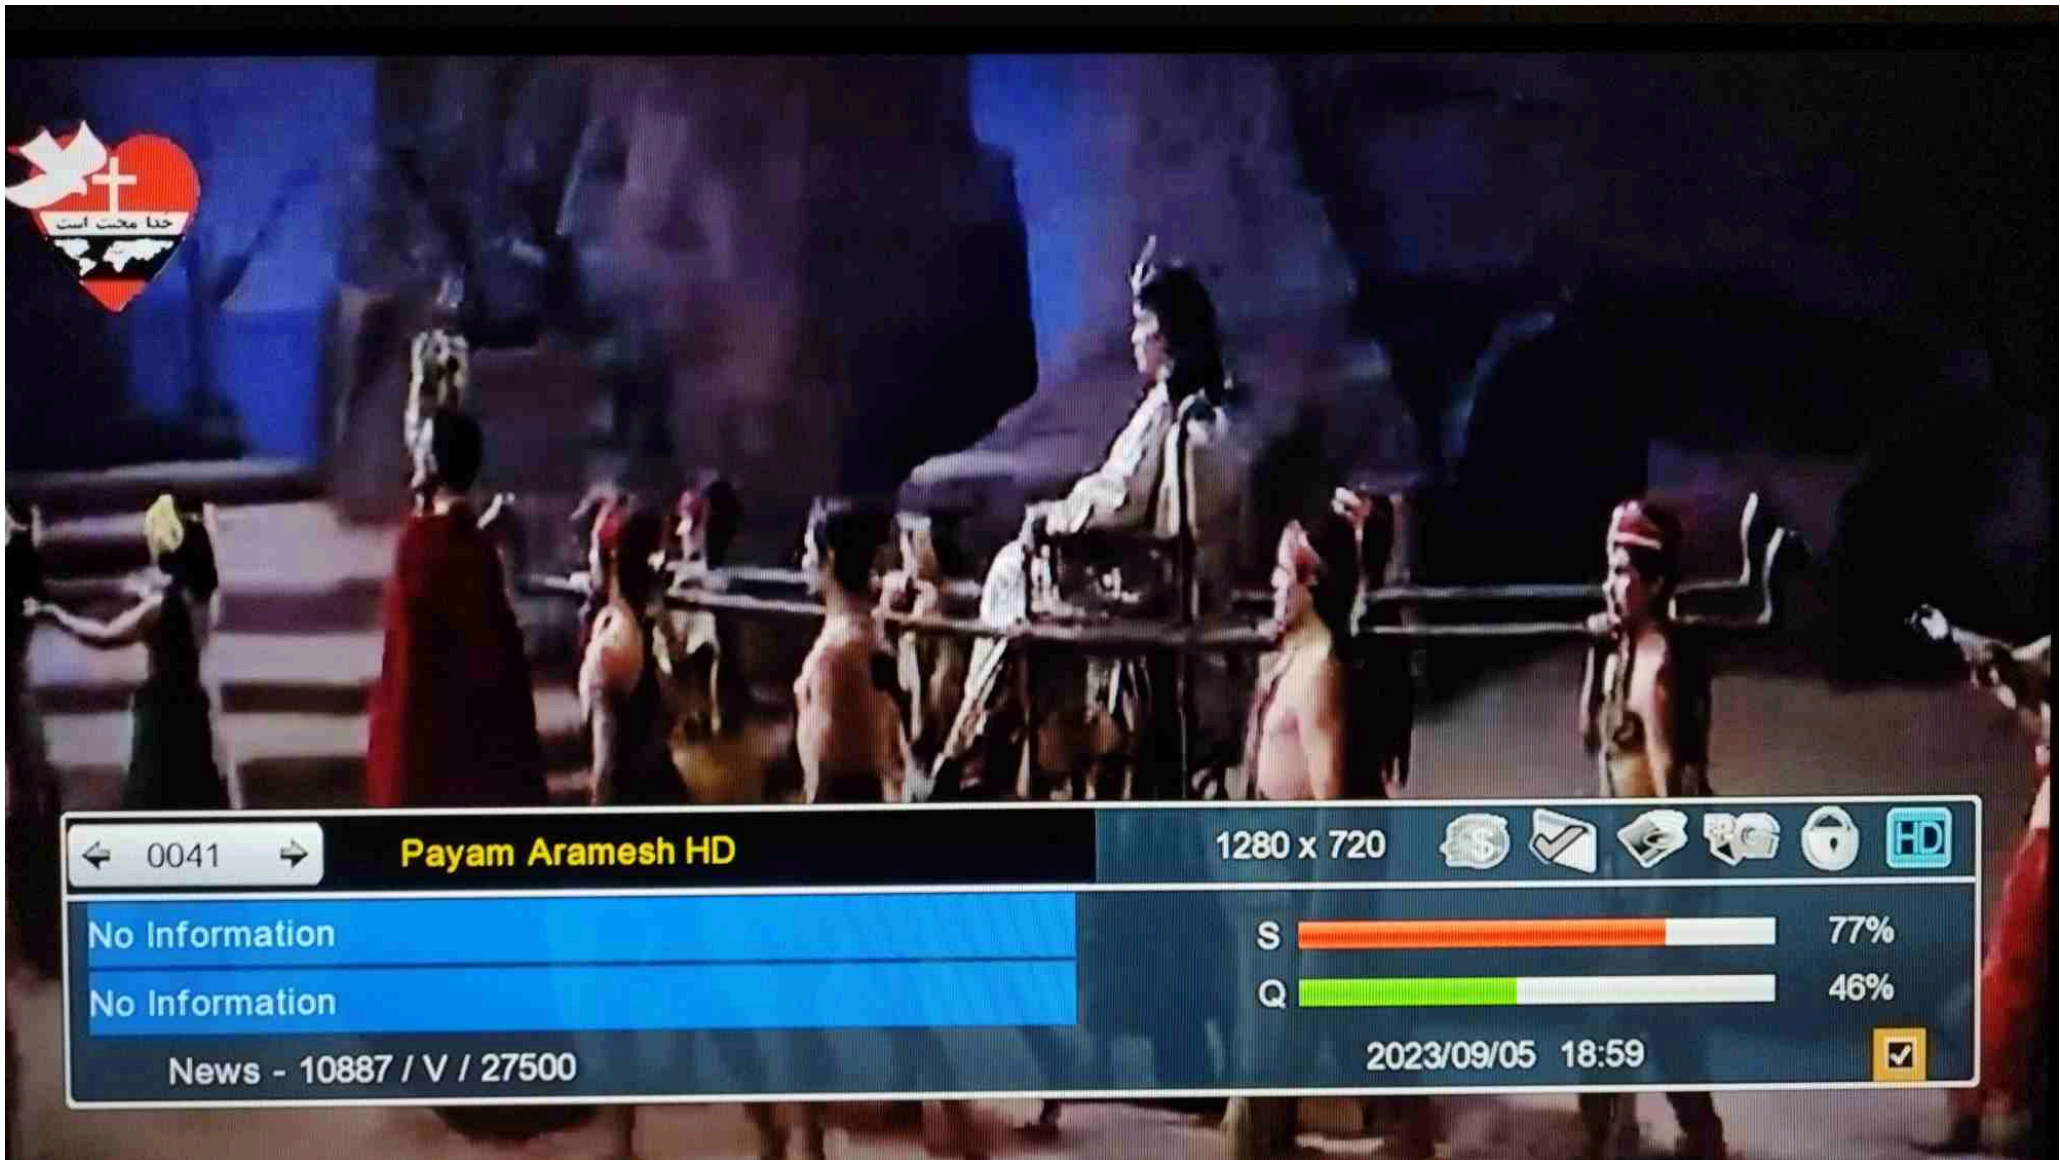 خدا محبت است
0041
Payam Aramesh HD
1280 x 720
$
HD
No Information
S 77%
No Information
Q 46%
News - 10887 / V / 27500
2023/09/05 18:59